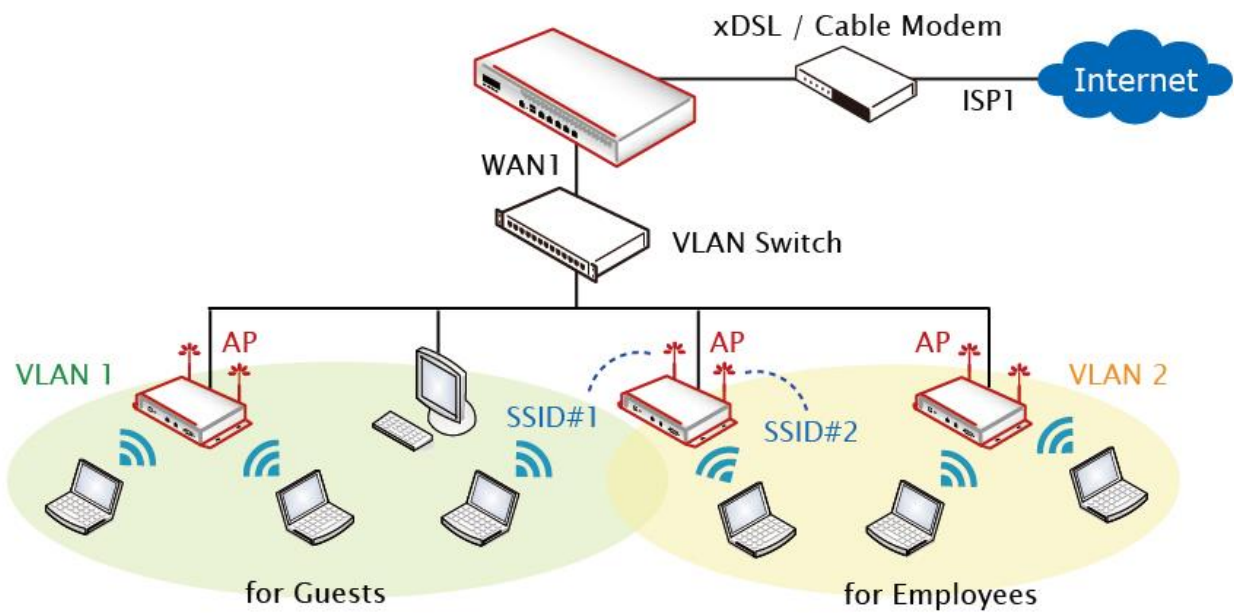 xDSL / Cable Modem
Internet
ISP1
WAN1
VLAN Switch
AP
AP
AP
VLAN 1
VLAN 2
SSID#1
SSID#2
for Guests
for Employees